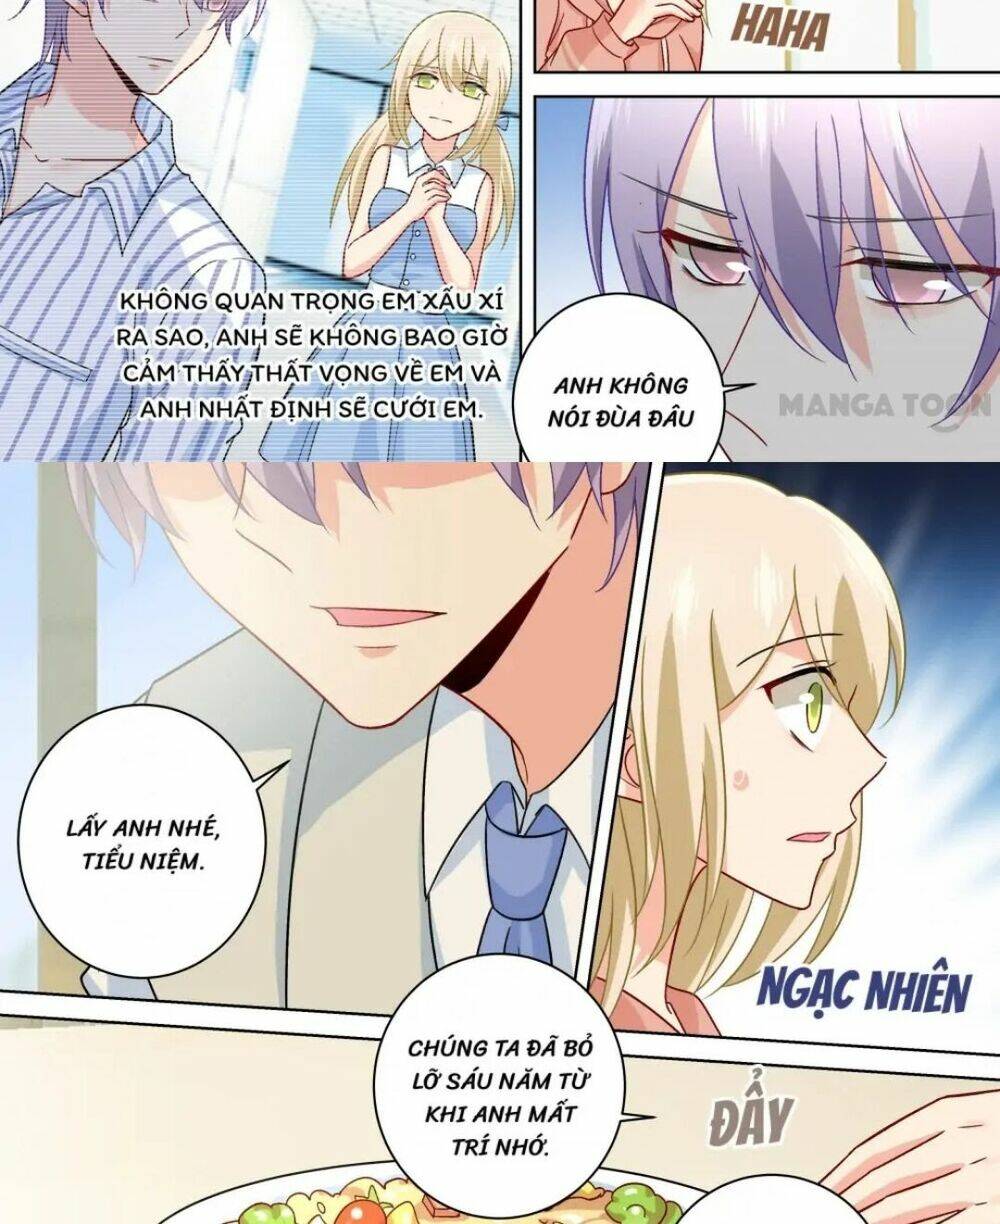 HAHA
KHÔNG QUAN TRỌNG EM XẤU XÍ
RA SAO, ANH SẼ KHÔNG BAO GIỜ
CẢM THẤY THẤT VỌNG VỀ EM VÀ
ANH NHẤT ĐỊNH SẼ CƯỚI EM.
ANH KHÔNG
NÓI ĐÙA ĐÂU
MANGA TOON
LẤY ANH NHÉ,
TIỂU NIỆM.
NGẠC NHIÊN
CHÚNG TA ĐÃ BỎ
LỠ SÁU NĂM TỪ
KHI ANH MẤT
TRÍ NHỚ.
ĐẨY